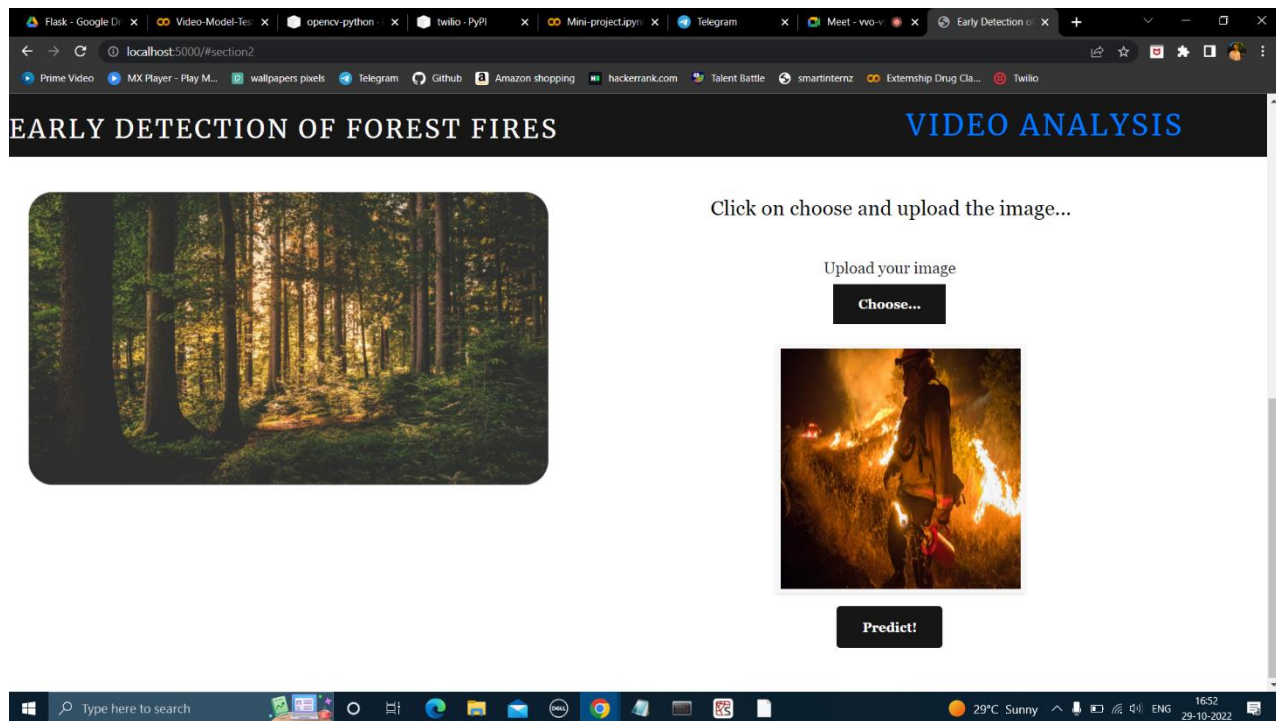 Flask - Google Dr
Video-Model-Tes
opencv-python -
twilio · PyPI
Mini-project.ipyn
Telegram
Meet - vvo-v
Early Detection o
localhost:5000/#section2
Prime Video
MX Player - Play M...
wallpapers pixels
Telegram
Github
Amazon shopping
hackerrank.com
Talent Battle
smartinternz
Externship Drug Cla...
Twilio
EARLY DETECTION OF FOREST FIRES
VIDEO ANALYSIS
Click on choose and upload the image...
Upload your image
Choose...
Predict!
Type here to search
DELL
29°C Sunny
ENG
16:52
29-10-2022